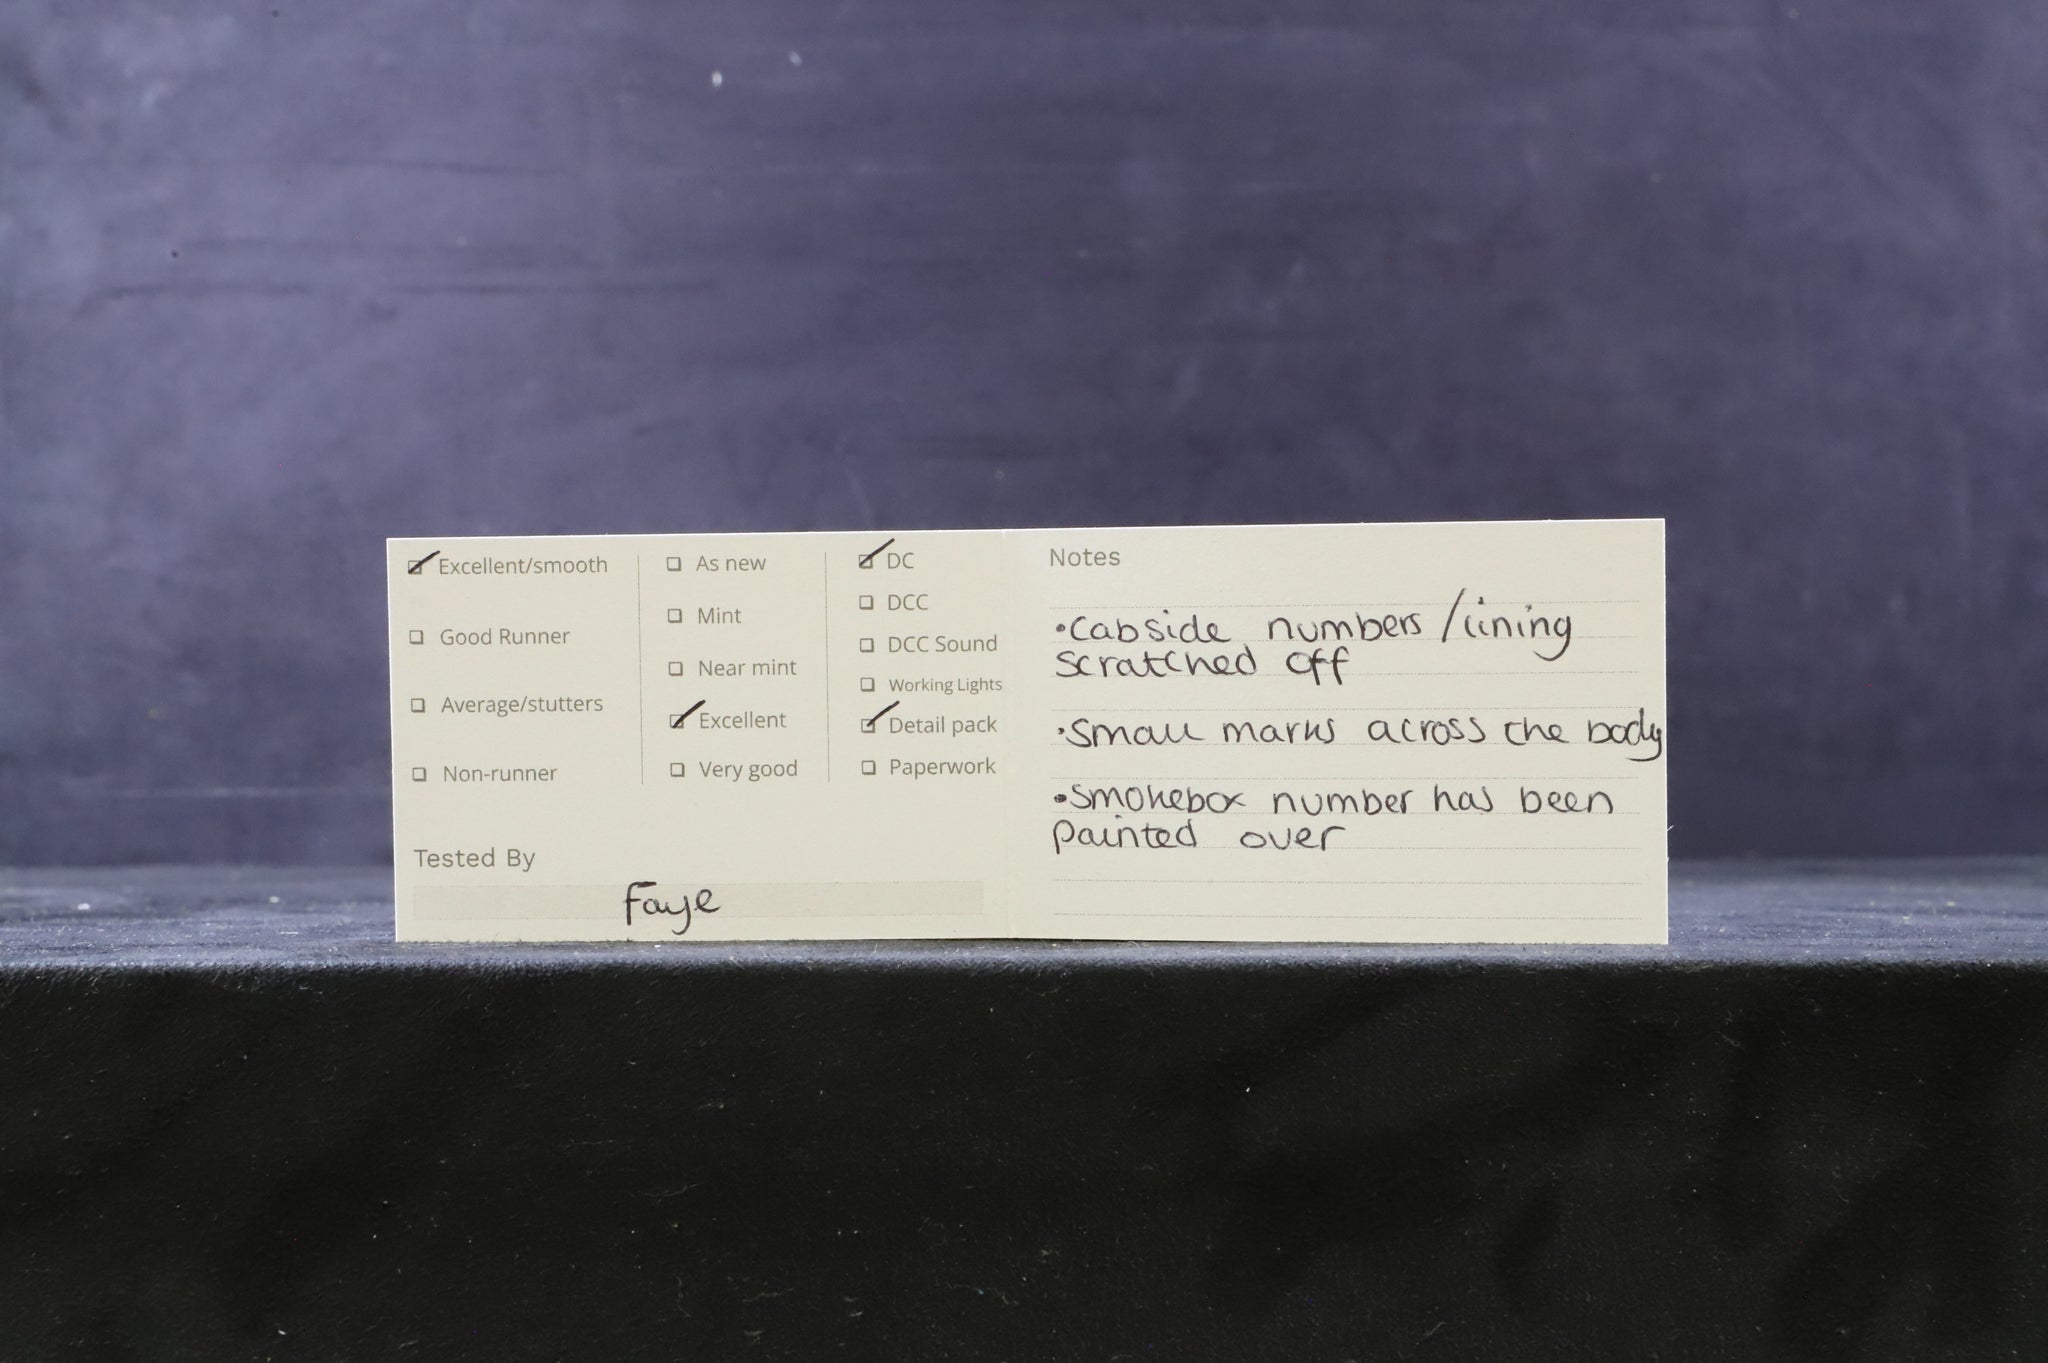 Excellent/smooth
Good Runner
Average/stutters
Non-runner
As new
Mint
Near mint
Excellent
Very good
DC
DCC
DCC Sound
Working Lights
Detail pack
Paperwork
Tested By
Faye
Notes
•Cabside numbers/lining
scratched off
•Small marks across the body
•Smokebox number has been
painted over